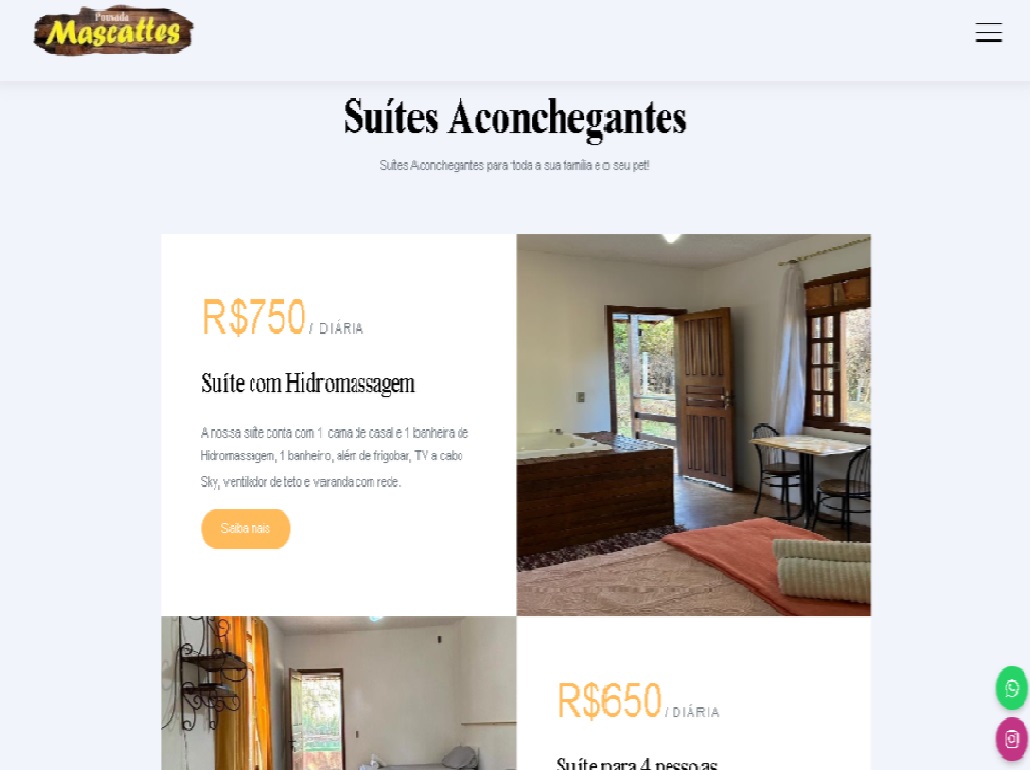 Pousada
Mascattes
Suítes Aconchegantes
Suítes Aconchegantes para toda a sua família e o seu pet!
R$750 / DIÁRIA
Suíte com Hidromassagem
A nossa suíte conta com 1 cama de casal e 1 banheira de
Hidromassagem, 1 banheiro, além de frigobar, TV a cabo
Sky, ventilador de teto e varanda com rede.
Saiba mais
R$650 / DIÁRIA
Suíte para 4 pessoas